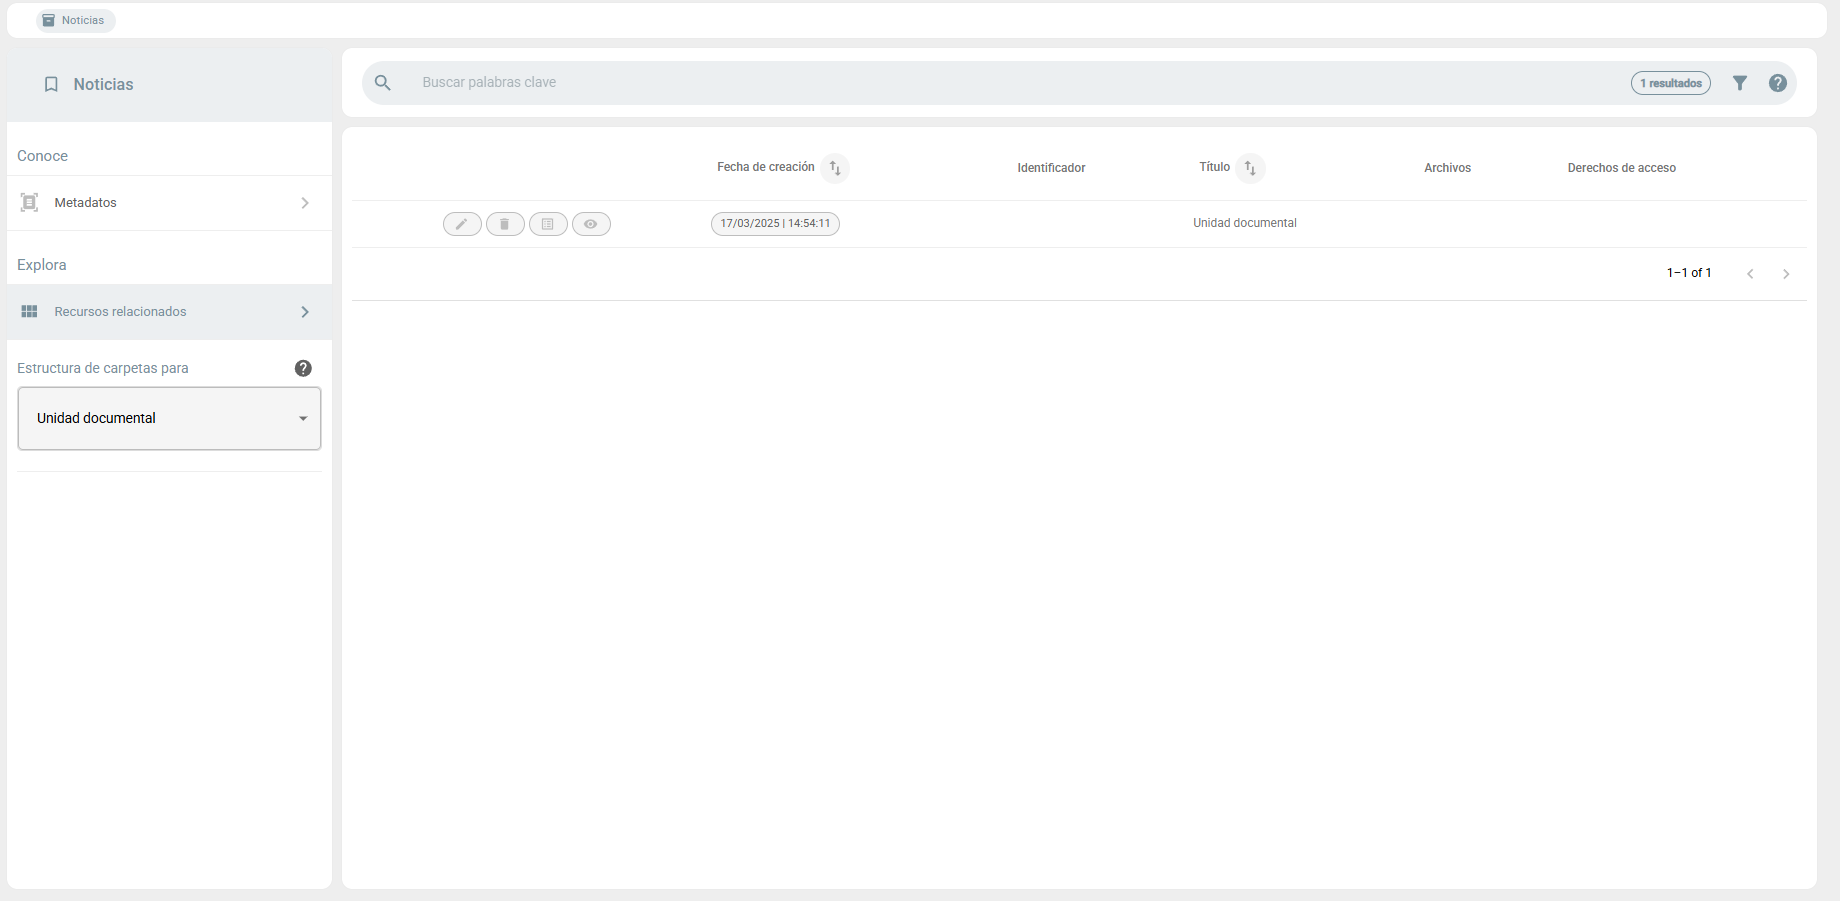 Noticias
Noticias
Conoce
Metadatos
Explora
Recursos relacionados
Estructura de carpetas para
Unidad documental
Buscar palabras clave
1 resultados
Fecha de creación Identificador Título Archivos Derechos de acceso
17/03/2025 | 14:54:11 Unidad documental
1–1 of 1